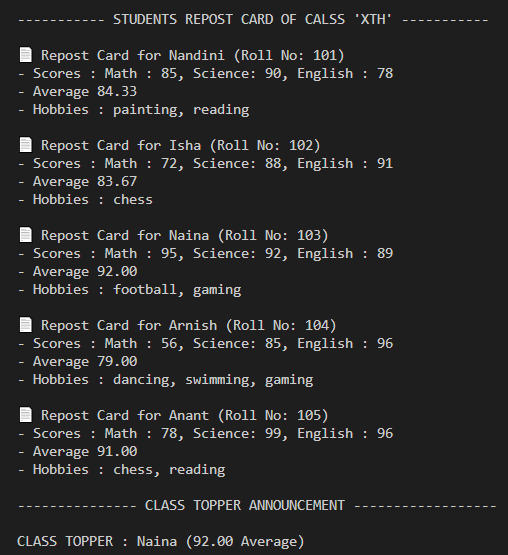 ----------- STUDENTS REPOST CARD OF CALSS 'XTH' -----------
📄 Repost Card for Nandini (Roll No: 101)
- Scores : Math : 85, Science: 90, English : 78
- Average 84.33
- Hobbies : painting, reading
📄 Repost Card for Isha (Roll No: 102)
- Scores : Math : 72, Science: 88, English : 91
- Average 83.67
- Hobbies : chess
📄 Repost Card for Naina (Roll No: 103)
- Scores : Math : 95, Science: 92, English : 89
- Average 92.00
- Hobbies : football, gaming
📄 Repost Card for Arnish (Roll No: 104)
- Scores : Math : 56, Science: 85, English : 96
- Average 79.00
- Hobbies : dancing, swimming, gaming
📄 Repost Card for Anant (Roll No: 105)
- Scores : Math : 78, Science: 99, English : 96
- Average 91.00
- Hobbies : chess, reading
--------------- CLASS TOPPER ANNOUNCEMENT ------------------
CLASS TOPPER : Naina (92.00 Average)